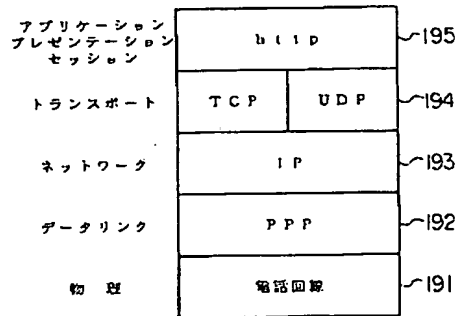 アプリケーション
プレゼンテーション
セッション
http
195
トランスポート
TCP
UDP
194
ネットワーク
IP
193
データリンク
PPP
192
物理
電話回線
191